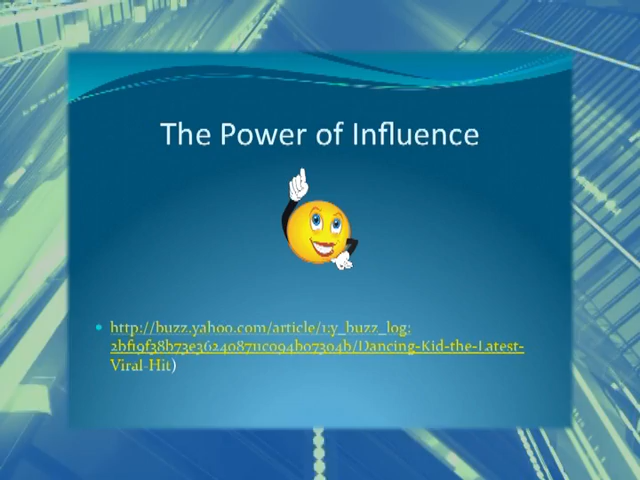 The Power of Influence
http://buzz.yahoo.com/article/1:y_buzz_log:
2bf19f38b73e362408711c094b07304b/Dancing-Kid-the-Latest-
Viral-Hit)